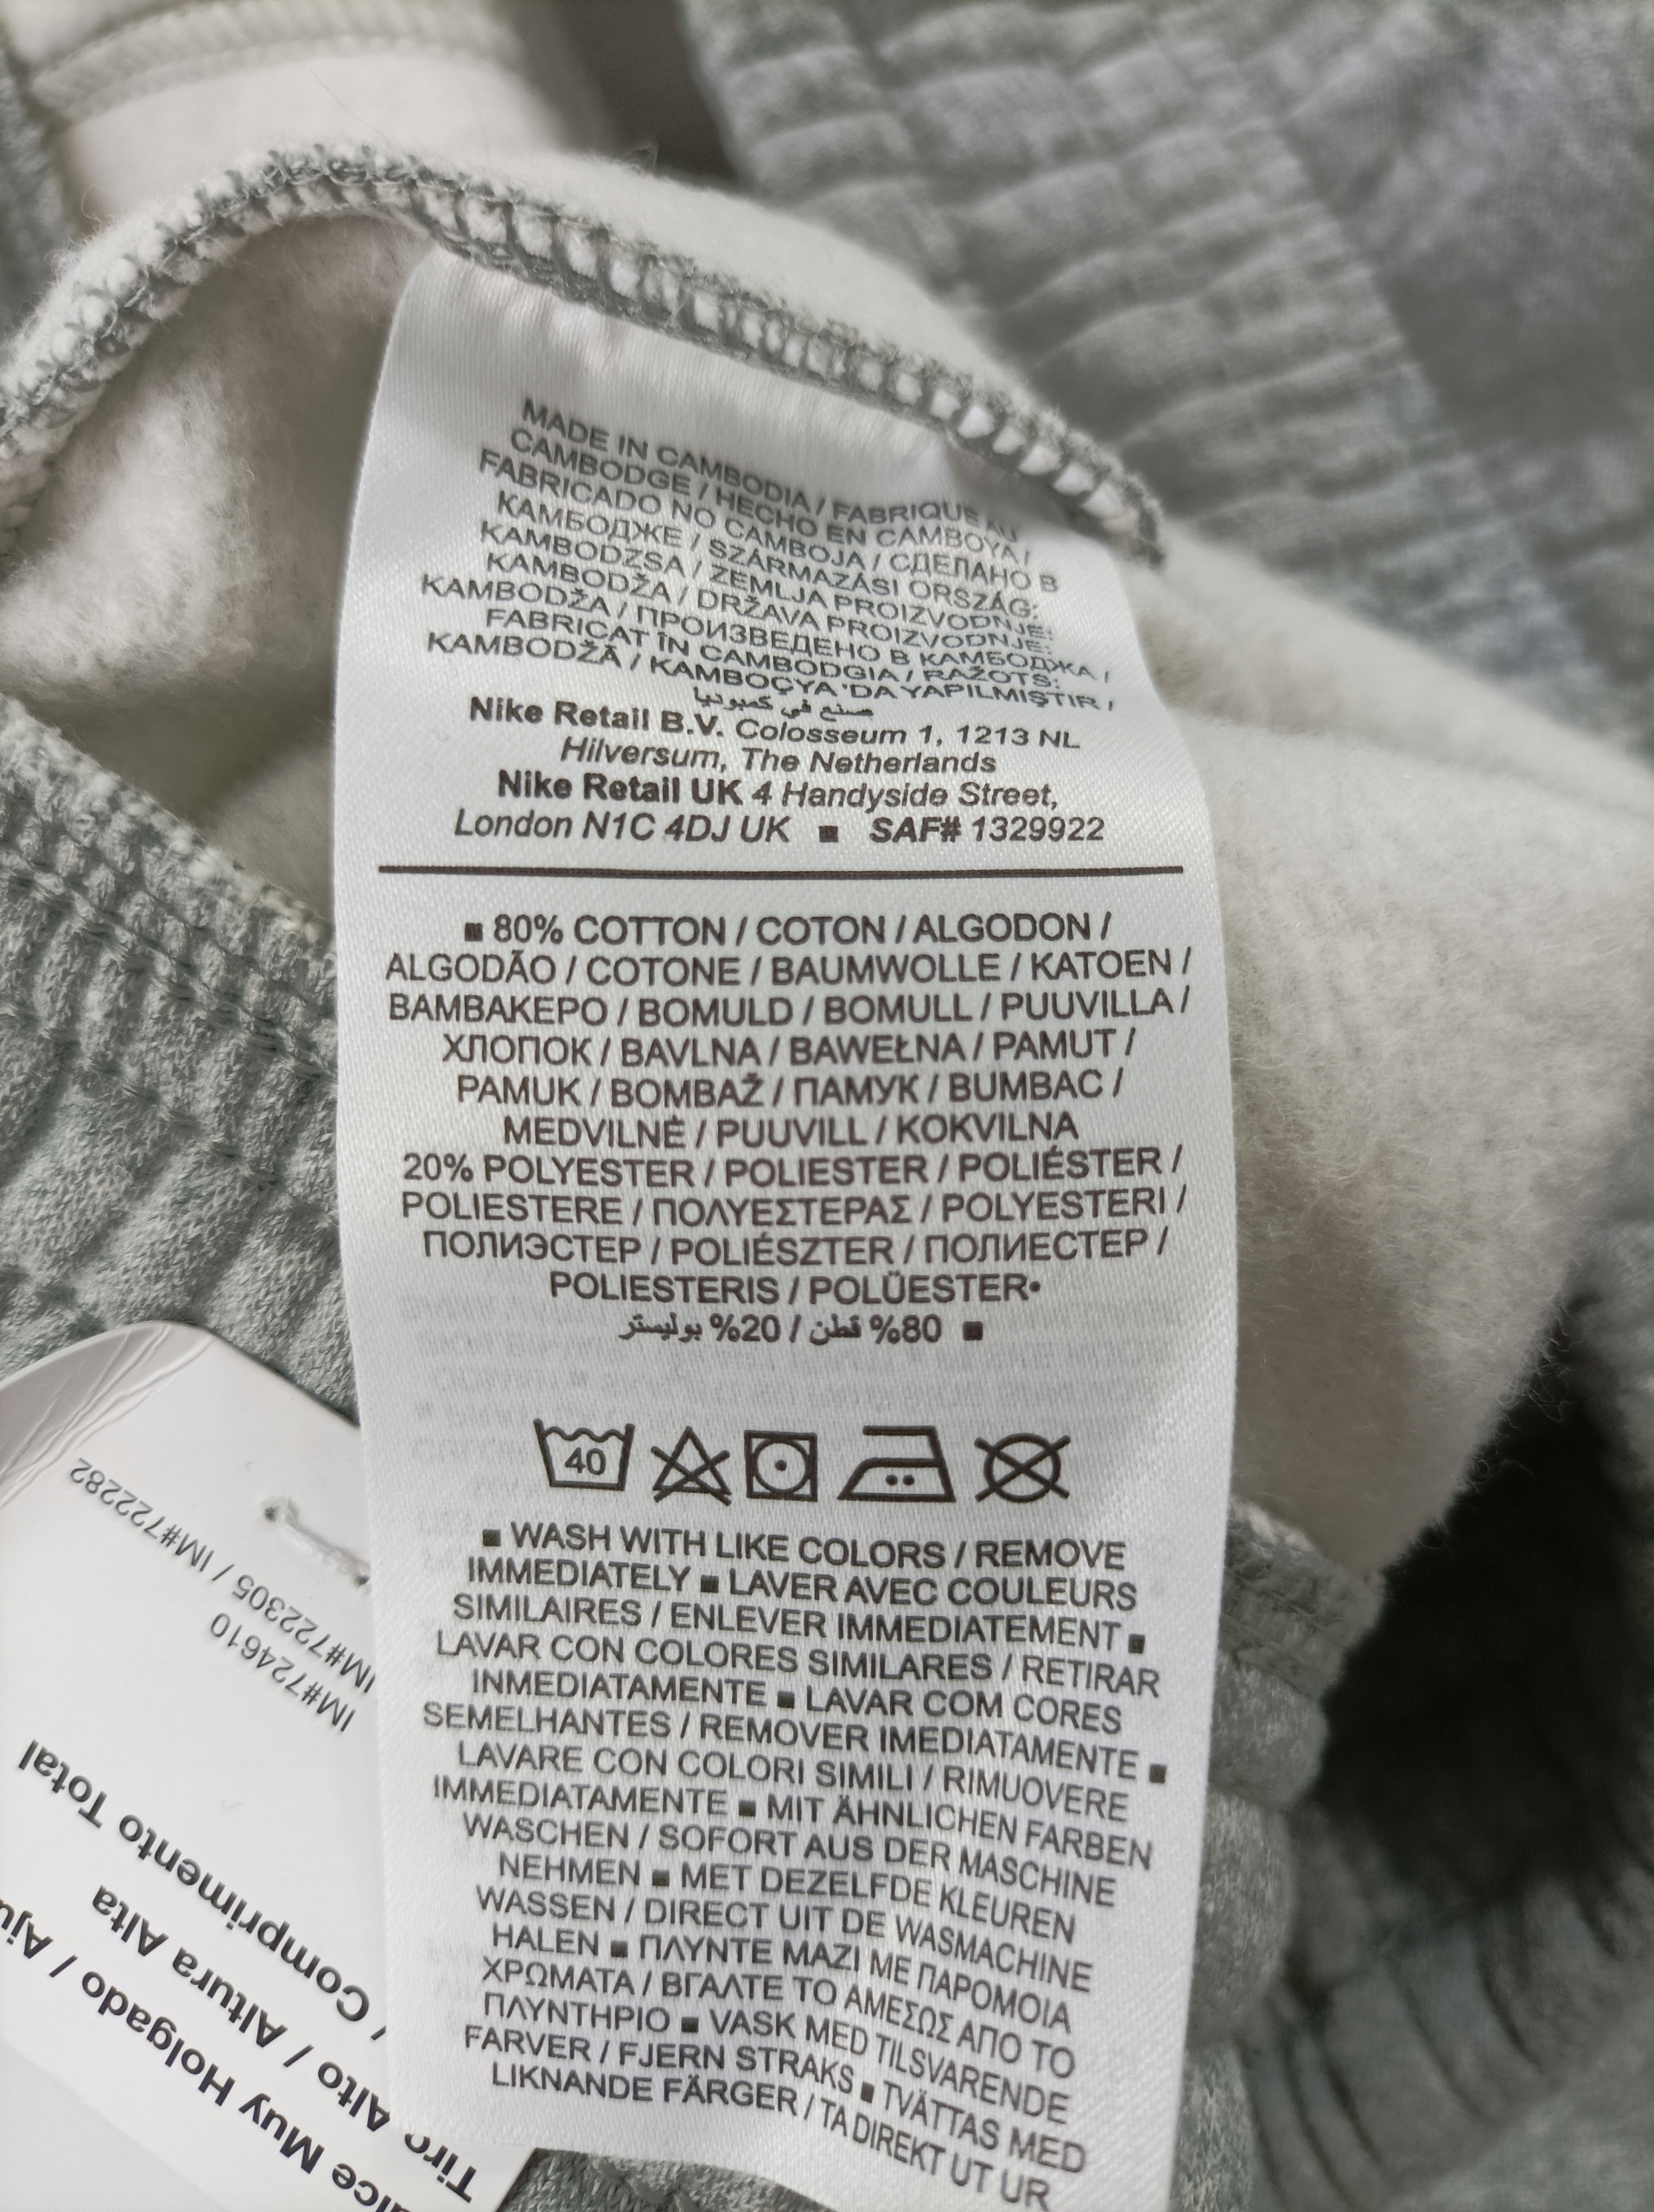 MADE IN CAMBODIA / FABRIQUE AU
CAMBODGE / HECHO EN CAMBOYA /
FABRICADO NO CAMBOJA / СДЕЛАНО В
КАМБОДЖЕ / SZÁRMAZÁSI ORSZÁG:
KAMBODZSA / ZEMLJA PROIZVODNJE:
KAMBODŽA / DRŽAVA PROIZVODNJE:
KAMBODŽA / ПРОИЗВЕДЕНО В КАМБОДЖА /
FABRICAT ÎN CAMBODGIA / RAŽOTS:
KAMBODŽĀ / KAMBOÇYA 'DA YAPILMIŞTIR /
صنع في كمبوديا
Nike Retail B.V. Colosseum 1, 1213 NL
Hilversum, The Netherlands
Nike Retail UK 4 Handyside Street,
London N1C 4DJ UK ■ SAF# 1329922
■ 80% COTTON / COTON / ALGODON /
ALGODÃO / COTONE / BAUMWOLLE / KATOEN /
ΒΑΜΒΑΚΕΡΟ / BOMULD / BOMULL / PUUVILLA /
ХЛОПОК / BAVLNA / BAWEŁNA / PAMUT /
PAMUK / BOMBAŽ / ПАМУК / BUMBAC /
MEDVILNĖ / PUUVILL / KOKVILNA
20% POLYESTER / POLIESTER / POLIÉSTER /
POLIESTERE / ΠΟΛΥΕΣΤΕΡΑΣ / POLYESTERI /
ПОЛИЭСТЕР / POLIÉSZTER / ПОЛИЕСТЕР /
POLIESTERIS / POLÜESTER•
■ 80% قطن / 20% بوليستر
40
■ WASH WITH LIKE COLORS / REMOVE
IMMEDIATELY ■ LAVER AVEC COULEURS
SIMILAIRES / ENLEVER IMMEDIATEMENT ■
LAVAR CON COLORES SIMILARES / RETIRAR
INMEDIATAMENTE ■ LAVAR COM CORES
SEMELHANTES / REMOVER IMEDIATAMENTE ■
LAVARE CON COLORI SIMILI / RIMUOVERE
IMMEDIATAMENTE ■ MIT ÄHNLICHEN FARBEN
WASCHEN / SOFORT AUS DER MASCHINE
NEHMEN ■ MET DEZELFDE KLEUREN
WASSEN / DIRECT UIT DE WASMACHINE
HALEN ■ ΠΛΥΝΤΕ ΜΑΖΙ ΜΕ ΠΑΡΟΜΟΙΑ
ΧΡΩΜΑΤΑ / ΒΓΑΛΤΕ ΤΟ ΑΜΕΣΩΣ ΑΠΟ ΤΟ
ΠΛΥΝΤΗΡΙΟ ■ VASK MED TILSVARENDE
FARVER / FJERN STRAKS ■ TVÄTTAS MED
LIKNANDE FÄRGER / TA DIREKT UT UR
Muy Holgado /
Tiro Alto / Altura Alta
/ Comprimento Total
IM#724610
IM#722305 / IM#722282